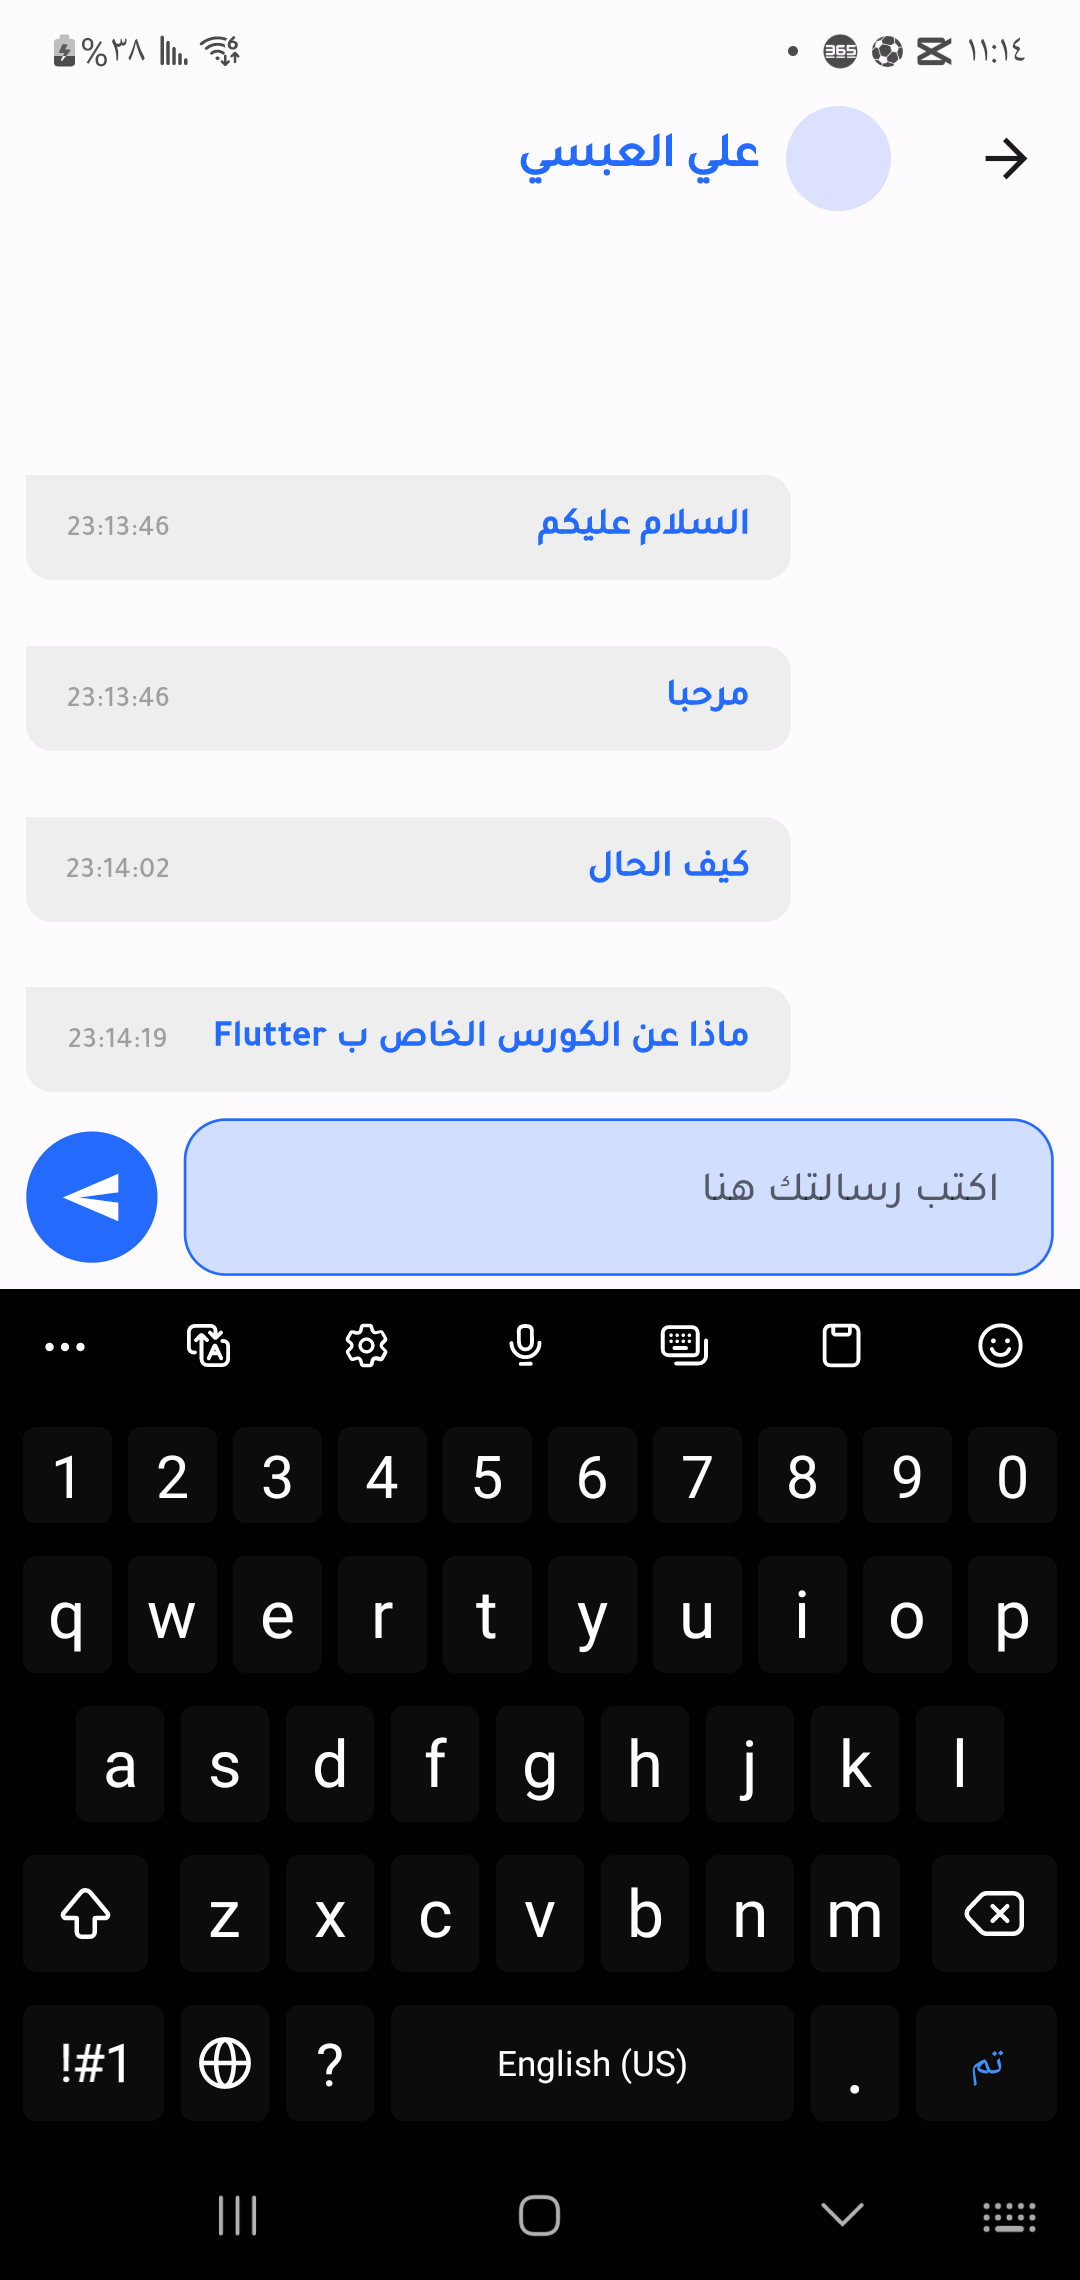 ١١:١٤
365
%٣٨
6
علي العبسي
السلام عليكم
23:13:46
مرحبا
23:13:46
كيف الحال
23:14:02
ماذا عن الكورس الخاص ب Flutter
23:14:19
اكتب رسالتك هنا
1 2 3 4 5 6 7 8 9 0
q w e r t y u i o p
a s d f g h j k l
z x c v b n m
!#1 ? English (US) . تم